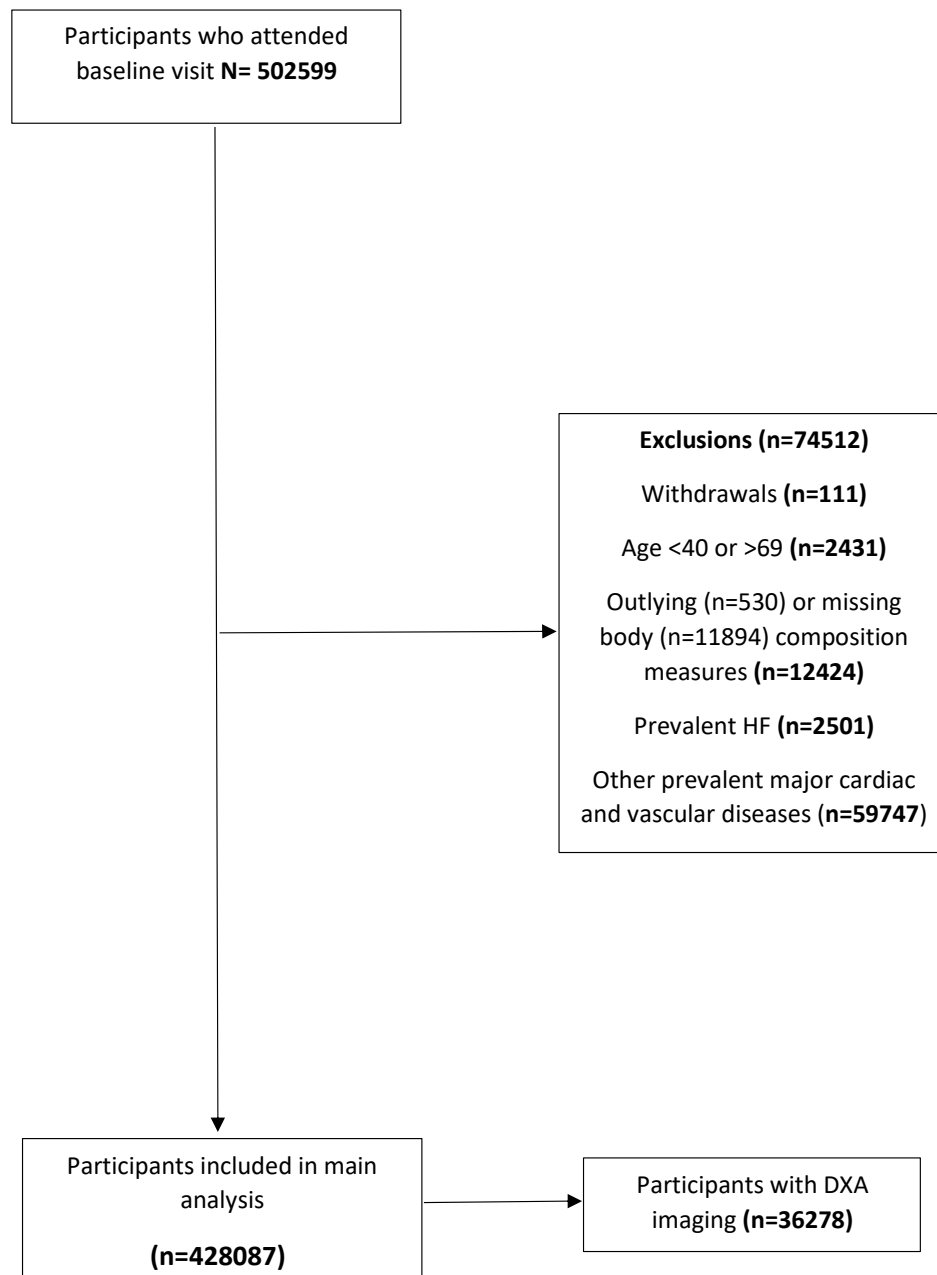 Participants who attended
baseline visit N= 502599
Exclusions (n=74512)
Withdrawals (n=111)
Age <40 or >69 (n=2431)
Outlying (n=530) or missing
body (n=11894) composition
measures (n=12424)
Prevalent HF (n=2501)
Other prevalent major cardiac
and vascular diseases (n=59747)
Participants included in main
analysis
(n=428087)
Participants with DXA
imaging (n=36278)